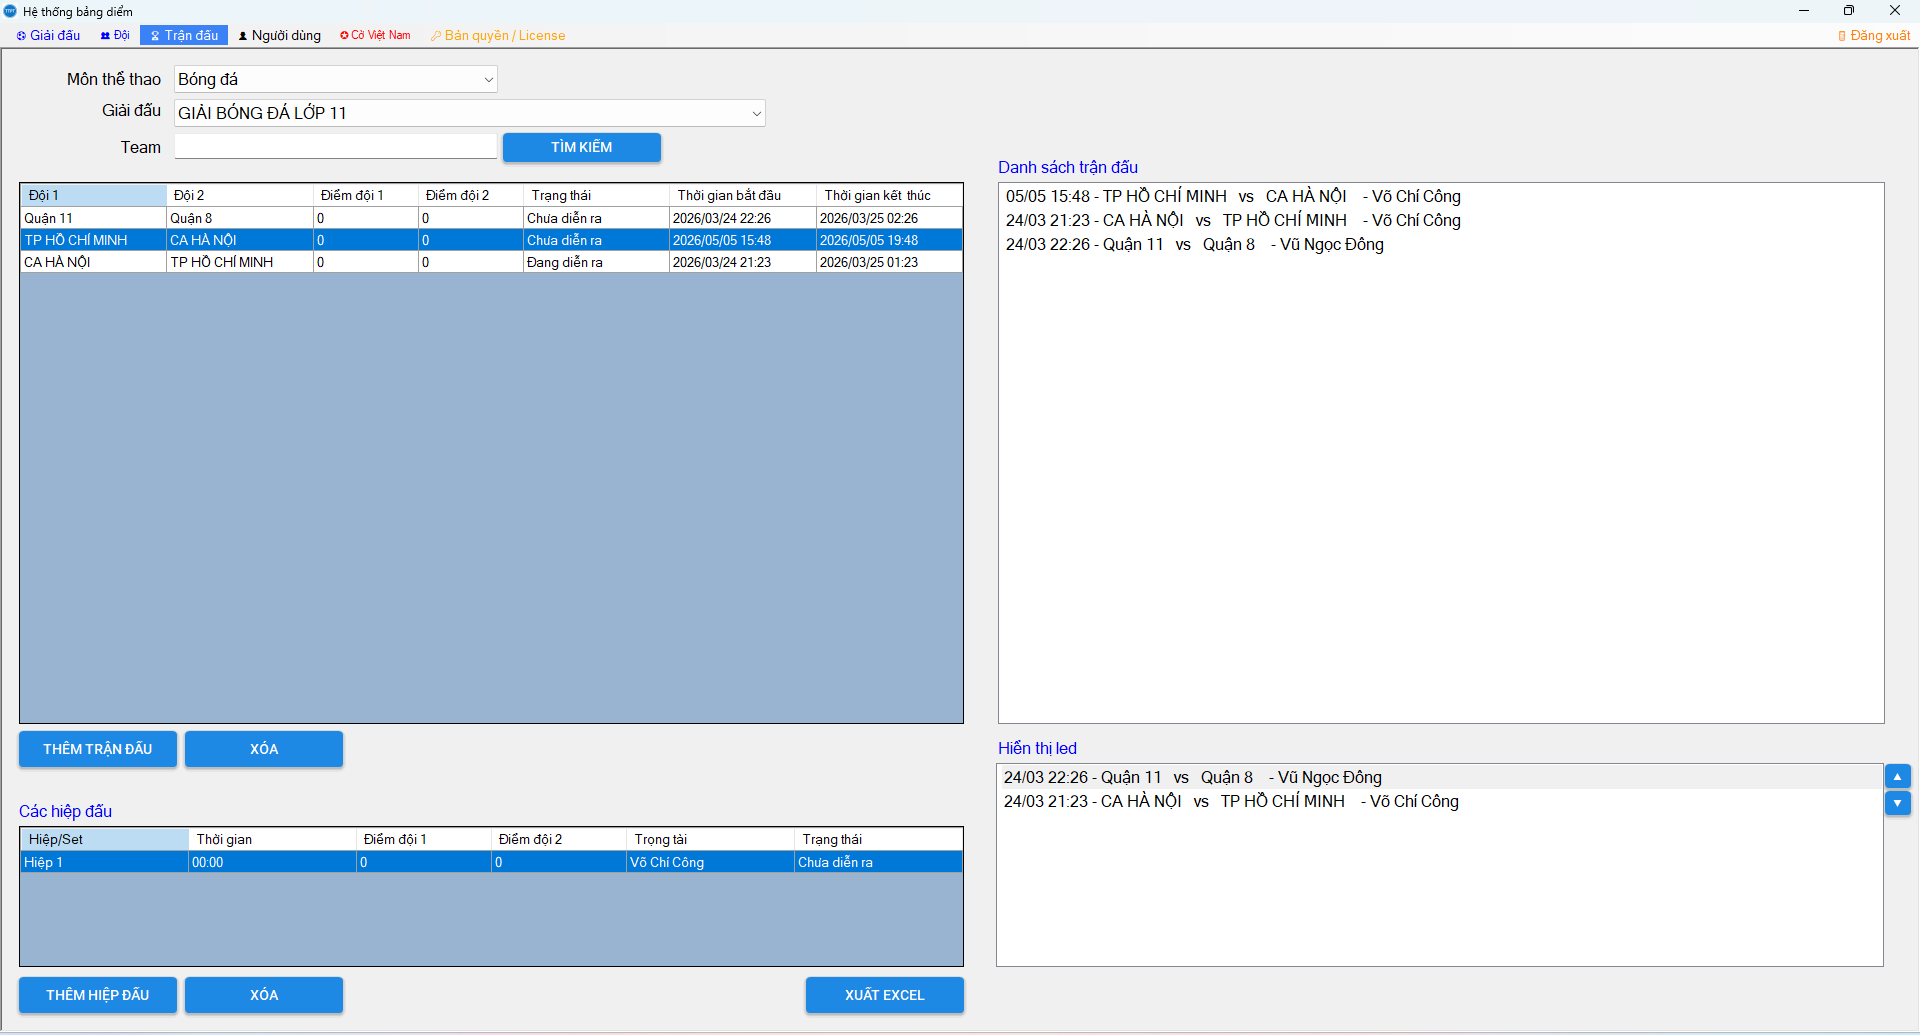 Hệ thống bảng điểm
Giải đấu Đội Trận đấu Người dùng Cờ Việt Nam Bản quyền / License Đăng xuất
Môn thể thao Bóng đá
Giải đấu GIẢI BÓNG ĐÁ LỚP 11
Team TÌM KIẾM
Đội 1 Đội 2 Điểm đội 1 Điểm đội 2 Trạng thái Thời gian bắt đầu Thời gian kết thúc
Quận 11 Quận 8 0 0 Chưa diễn ra 2026/03/24 22:26 2026/03/25 02:26
TP HỒ CHÍ MINH CA HÀ NỘI 0 0 Chưa diễn ra 2026/05/05 15:48 2026/05/05 19:48
CA HÀ NỘI TP HỒ CHÍ MINH 0 0 Đang diễn ra 2026/03/24 21:23 2026/03/25 01:23
THÊM TRẬN ĐẤU XÓA
Các hiệp đấu
Hiệp/Set Thời gian Điểm đội 1 Điểm đội 2 Trọng tài Trạng thái
Hiệp 1 00:00 0 0 Võ Chí Công Chưa diễn ra
THÊM HIỆP ĐẤU XÓA XUẤT EXCEL
Danh sách trận đấu
05/05 15:48 - TP HỒ CHÍ MINH vs CA HÀ NỘI - Võ Chí Công
24/03 21:23 - CA HÀ NỘI vs TP HỒ CHÍ MINH - Võ Chí Công
24/03 22:26 - Quận 11 vs Quận 8 - Vũ Ngọc Đông
Hiển thị led
24/03 22:26 - Quận 11 vs Quận 8 - Vũ Ngọc Đông
24/03 21:23 - CA HÀ NỘI vs TP HỒ CHÍ MINH - Võ Chí Công